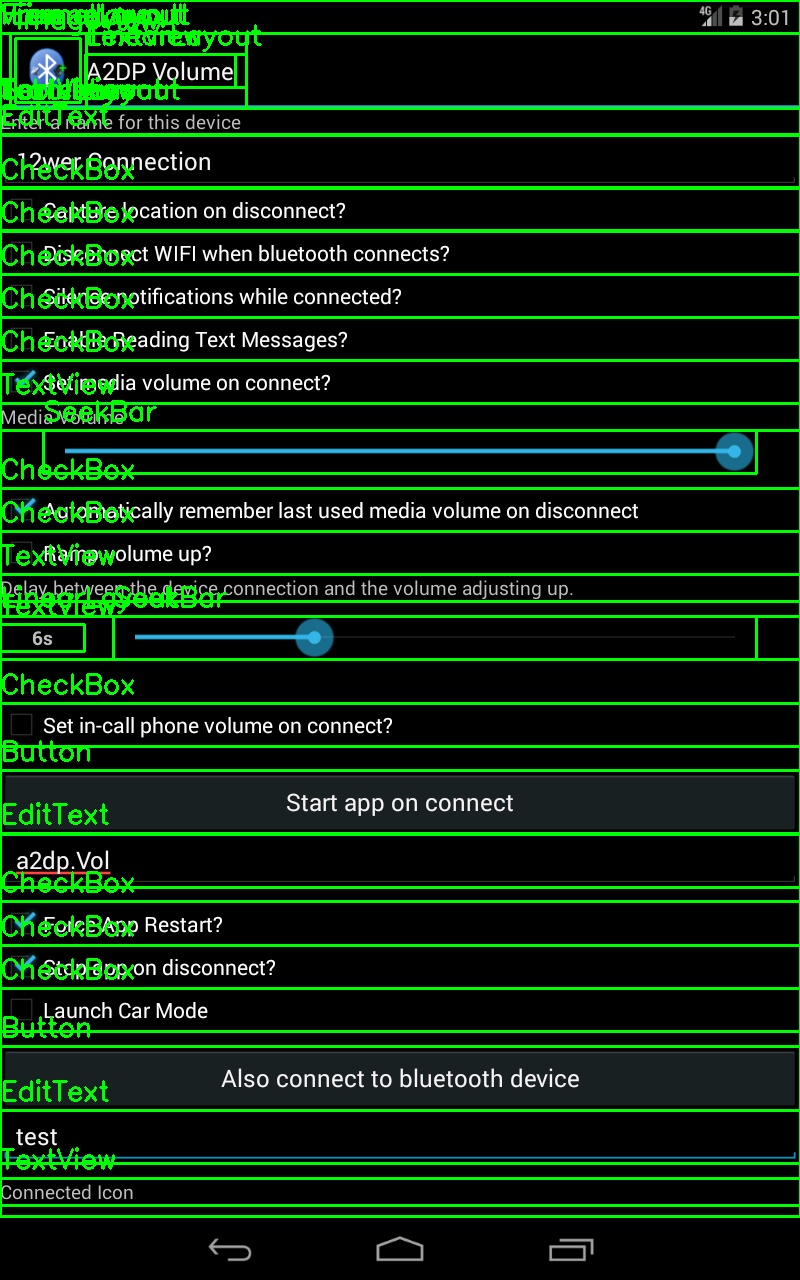 4G 3:01
TextView
A2DP Volume
EditText
Enter a name for this device
12wer Connection
CheckBox
Capture location on disconnect?
CheckBox
Disconnect WIFI when bluetooth connects?
CheckBox
Silence notifications while connected?
CheckBox
Enable Reading Text Messages?
CheckBox
Set media volume on connect?
TextView
SeekBar
Media Volume
CheckBox
Automatically remember last used media volume on disconnect
CheckBox
Ramp volume up?
TextView
Delay between the device connection and the volume adjusting up.
LinearLayout SeekBar
TextView
6s
CheckBox
Set in-call phone volume on connect?
Button
Start app on connect
EditText
a2dp.Vol
CheckBox
Force App Restart?
CheckBox
Stop app on disconnect?
CheckBox
Launch Car Mode
Button
Also connect to bluetooth device
EditText
test
TextView
Connected Icon